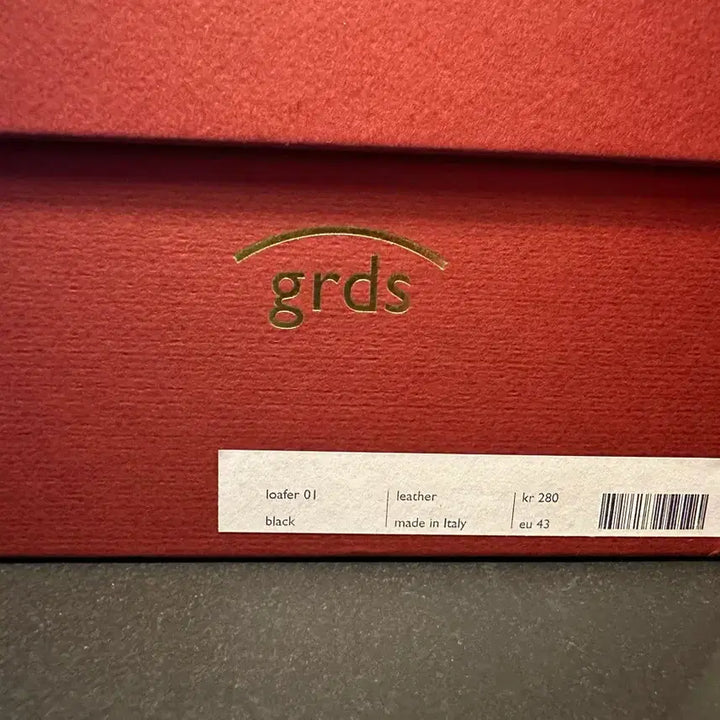 grds
loafer 01
black
leather
made in Italy
kr 280
eu 43